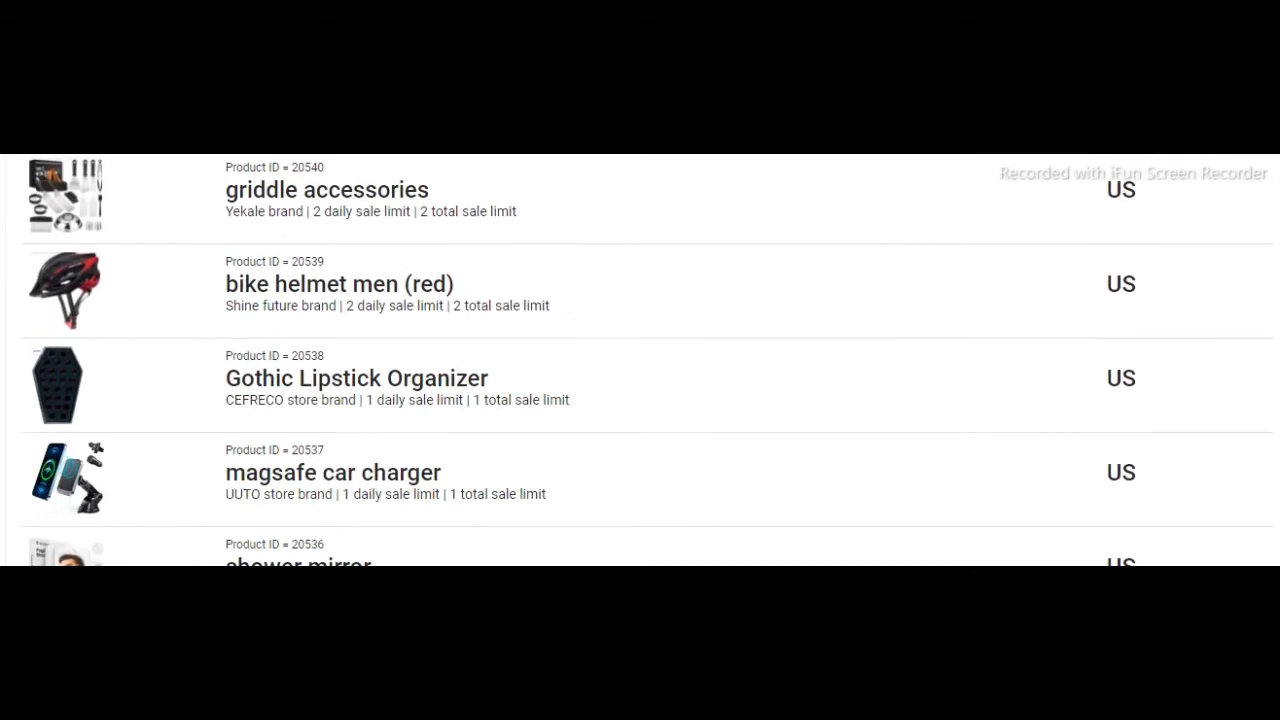 Product ID = 20540
Recorded with iFun Screen Recorder
griddle accessories
US
Yekale brand | 2 daily sale limit | 2 total sale limit
Product ID = 20539
bike helmet men (red)
US
Shine future brand | 2 daily sale limit | 2 total sale limit
Product ID = 20538
Gothic Lipstick Organizer
US
CEFRECO store brand | 1 daily sale limit | 1 total sale limit
Product ID = 20537
magsafe car charger
US
UUTO store brand | 1 daily sale limit | 1 total sale limit
Product ID = 20536
shower mirror
US